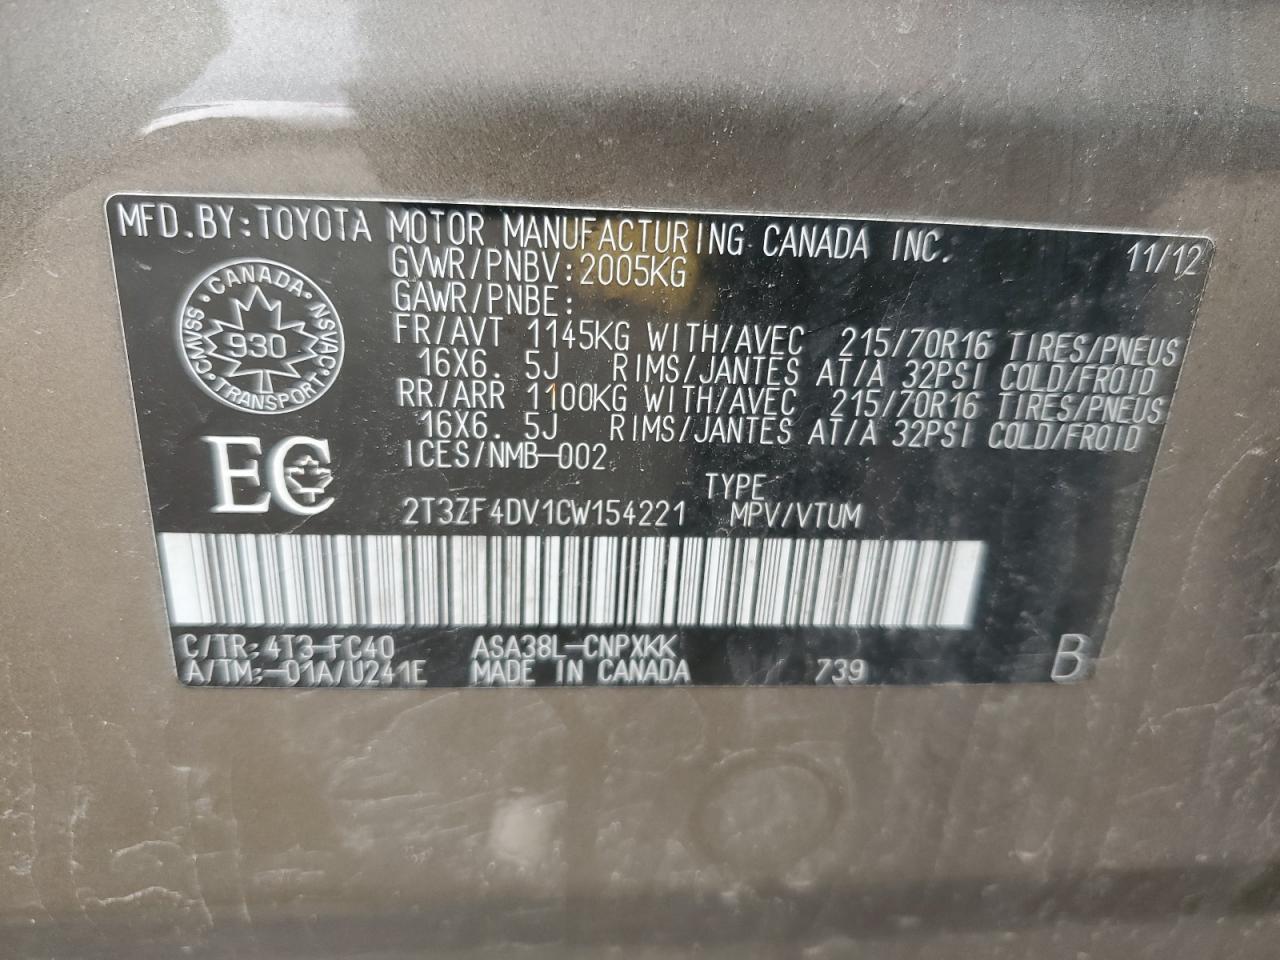 MFD.BY:TOYOTA MOTOR MANUFACTURING CANADA INC. 11/12
GVWR/PNBV:2005KG
GAWR/PNBE:
FR/AVT 1145KG WITH/AVEC 215/70R16 TIRES/PNEUS
16X6.5J RIMS/JANTES AT/A 32PSI COLD/FROID
RR/ARR 1100KG WITH/AVEC 215/70R16 TIRES/PNEUS
16X6.5J RIMS/JANTES AT/A 32PSI COLD/FROID
ICES/NMB-002
CANADA · NSVAC · TRANSPORT · CMVSS
930
EC
TYPE
2T3ZF4DV1CW154221 MPV/VTUM
C/TR:4T3-FC40 ASA38L-CNPXKK
A/TM:-01A/U241E MADE IN CANADA 739 B